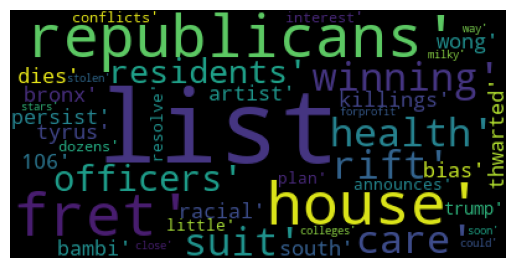 conflicts' interest' way'
republicans' wong' milky'
dies' stolen' residents' winning'
bronx' artist' killings'
stars' persist' forprofit'
tyrus' resolve' list health' thwarted'
dozens'
106' officers' rift' bias'
plan' announces'
fret' racial' house' trump'
little' colleges' soon'
bambi' close' suit' south' care' could'